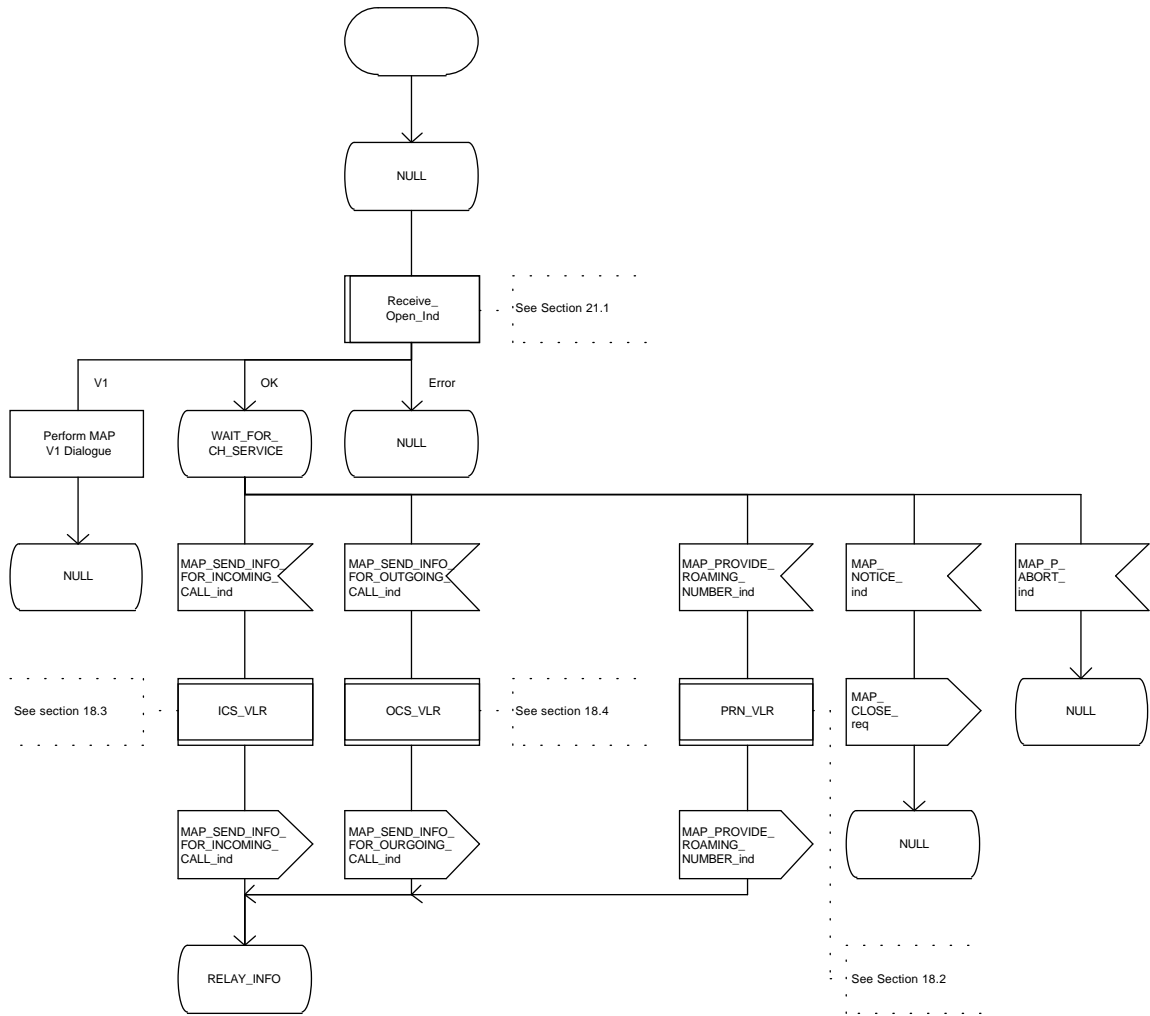 NULL
Receive_
Open_Ind
See Section 21.1
V1
OK
Error
Perform MAP
V1 Dialogue
WAIT_FOR_
CH_SERVICE
NULL
NULL
MAP_SEND_INFO_
FOR_INCOMING_
CALL_ind
MAP_SEND_INFO_
FOR_OUTGOING_
CALL_ind
MAP_PROVIDE_
ROAMING_
NUMBER_ind
MAP_
NOTICE_
ind
MAP_P_
ABORT_
ind
See section 18.3
ICS_VLR
OCS_VLR
See section 18.4
PRN_VLR
MAP_
CLOSE_
req
NULL
MAP_SEND_INFO_
FOR_INCOMING_
CALL_ind
MAP_SEND_INFO_
FOR_OURGOING_
CALL_ind
MAP_PROVIDE_
ROAMING_
NUMBER_ind
NULL
RELAY_INFO
See Section 18.2